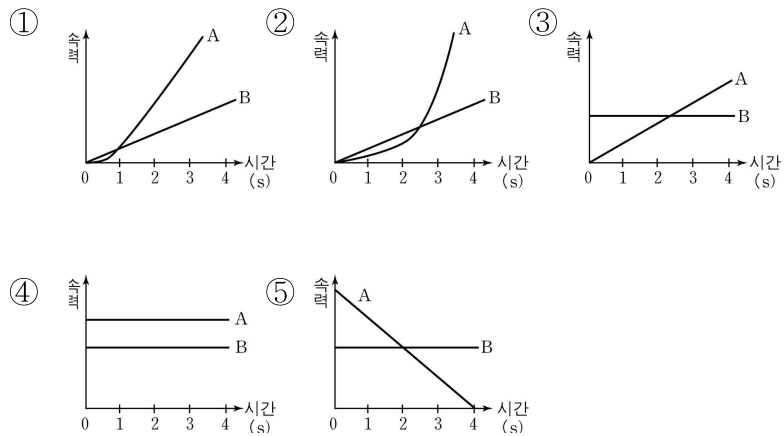 ① 속력 A B 0 1 2 3 4 시간 (s)
② 속력 A B 0 1 2 3 4 시간 (s)
③ 속력 A B 0 1 2 3 4 시간 (s)
④ 속력 A B 0 1 2 3 4 시간 (s)
⑤ 속력 A B 0 1 2 3 4 시간 (s)